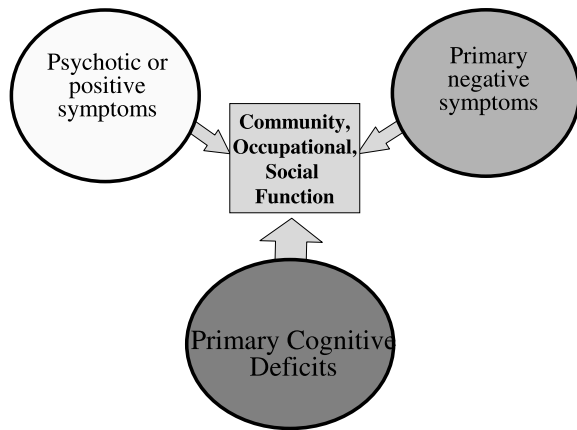 Psychotic or
positive
symptoms
Primary
negative
symptoms
Community,
Occupational,
Social
Function
Primary Cognitive
Deficits